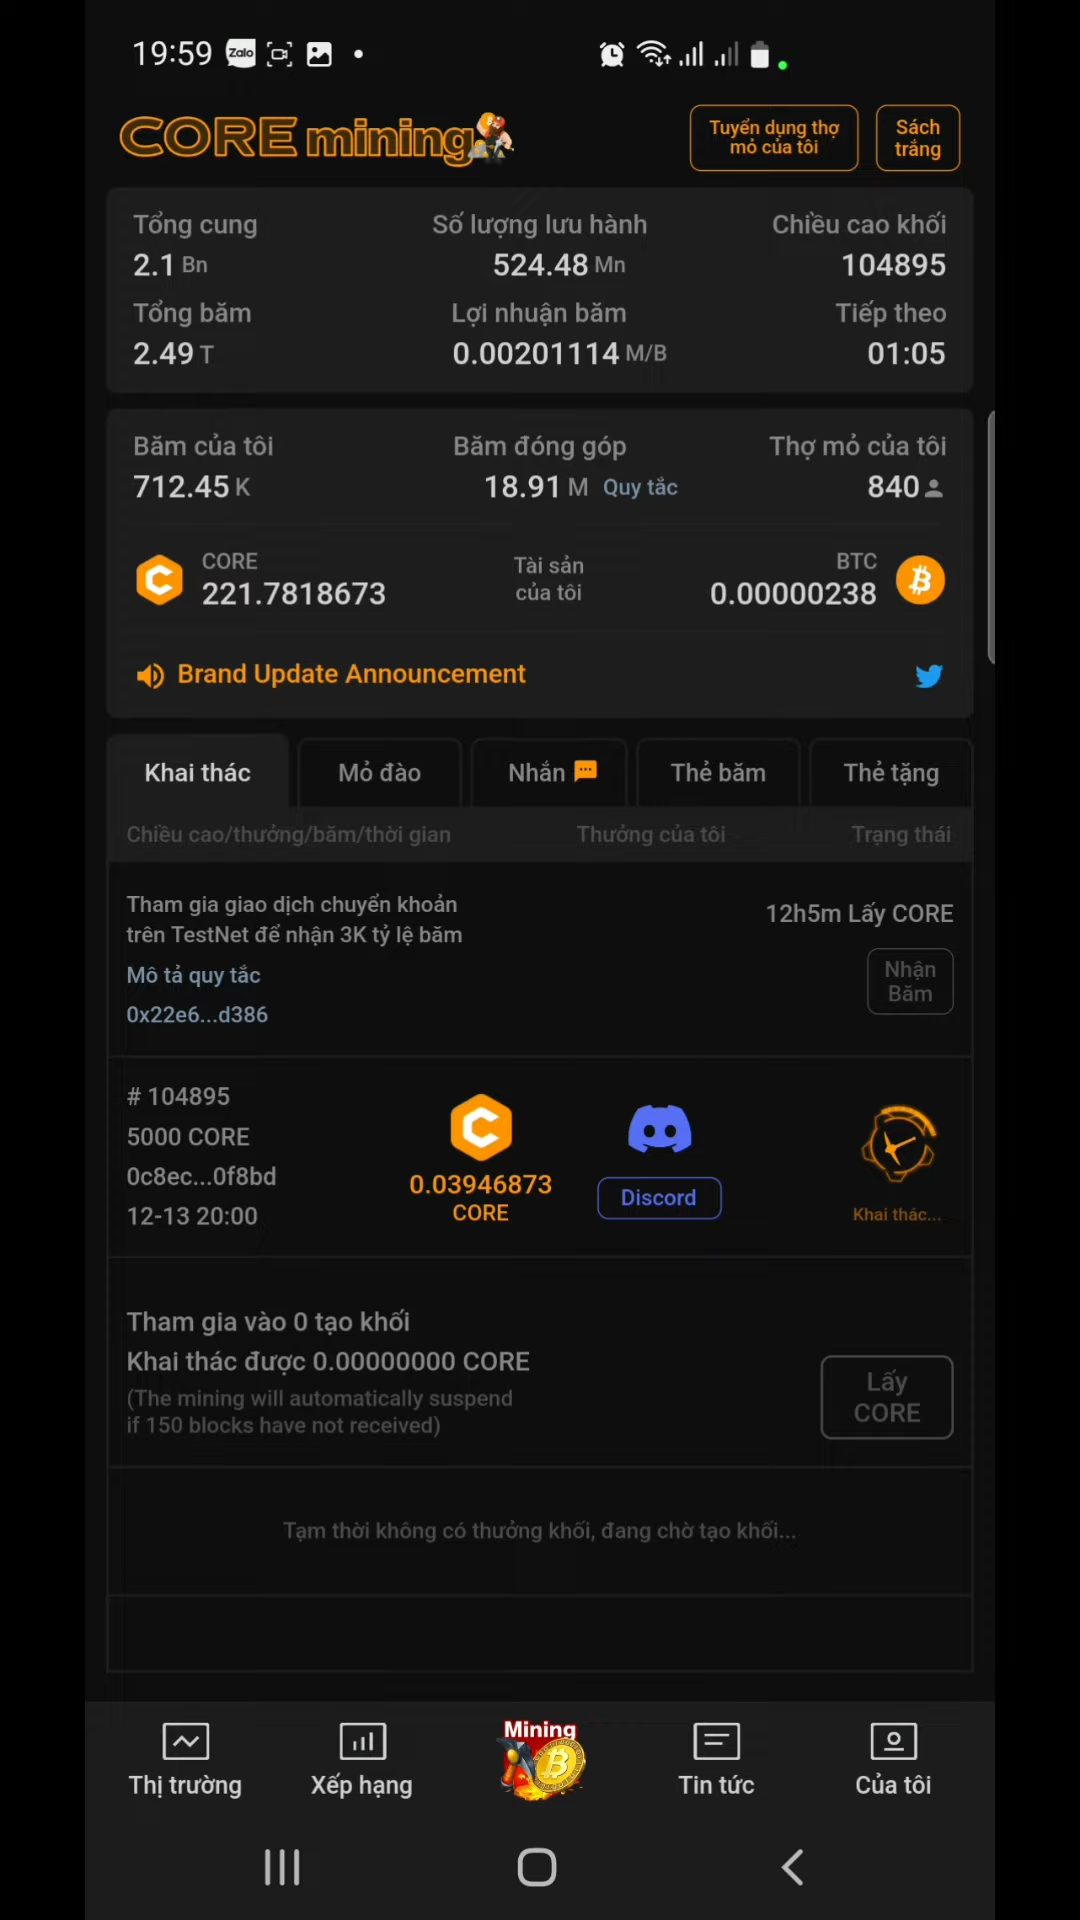 19:59 Zalo
CORE mining
Tuyển dụng thợ
mỏ của tôi
Sách
trắng
Tổng cung Số lượng lưu hành Chiều cao khối
2.1 Bn 524.48 Mn 104895
Tổng băm Lợi nhuận băm Tiếp theo
2.49 T 0.00201114 M/B 01:05
Băm của tôi Băm đóng góp Thợ mỏ của tôi
712.45 K 18.91 M Quy tắc 840
CORE
221.7818673
Tài sản
của tôi
BTC
0.00000238
Brand Update Announcement
Khai thác Mỏ đào Nhắn Thẻ băm Thẻ tặng
Chiều cao/thưởng/băm/thời gian Thưởng của tôi Trạng thái
Tham gia giao dịch chuyển khoản
trên TestNet để nhận 3K tỷ lệ băm
Mô tả quy tắc
0x22e6...d386
12h5m Lấy CORE
Nhận
Băm
# 104895
5000 CORE
0c8ec...0f8bd
12-13 20:00
0.03946873
CORE
Discord
Khai thác...
Tham gia vào 0 tạo khối
Khai thác được 0.00000000 CORE
(The mining will automatically suspend
if 150 blocks have not received)
Lấy
CORE
Tạm thời không có thưởng khối, đang chờ tạo khối...
Mining
Thị trường Xếp hạng Tin tức Của tôi